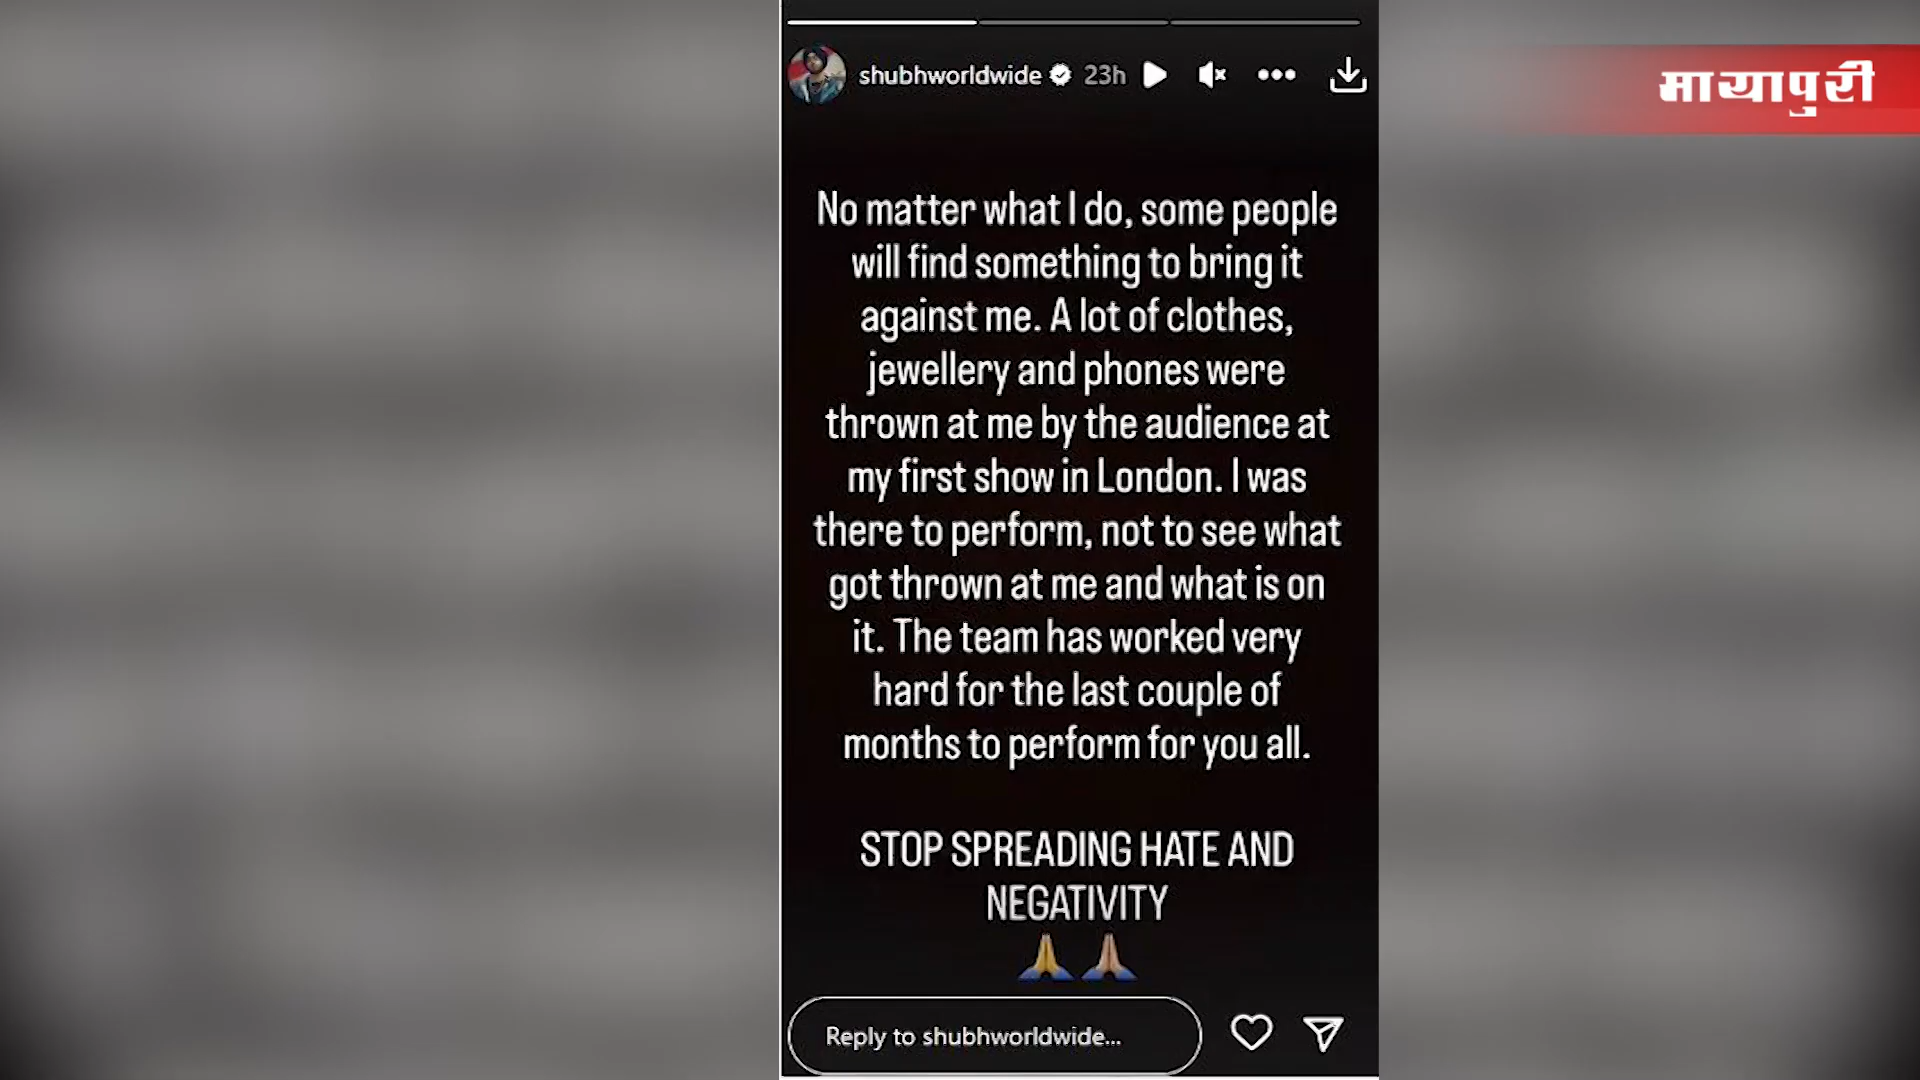 shubhworldwide 23h
मायापुरी
No matter what I do, some people
will find something to bring it
against me. A lot of clothes,
jewellery and phones were
thrown at me by the audience at
my first show in London. I was
there to perform, not to see what
got thrown at me and what is on
it. The team has worked very
hard for the last couple of
months to perform for you all.
STOP SPREADING HATE AND
NEGATIVITY
🙏🙏🏼
Reply to shubhworldwide...